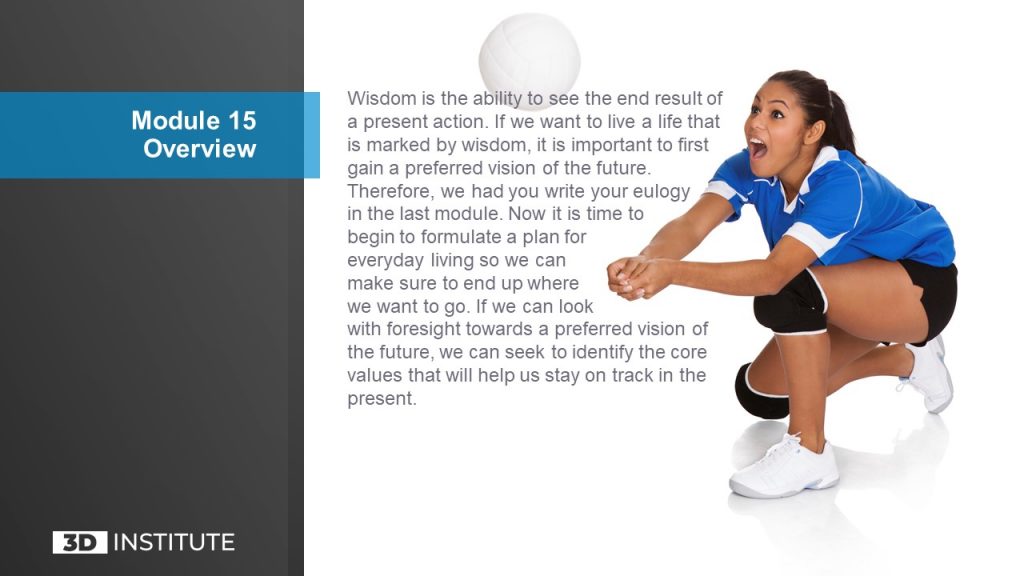 Module 15
Overview
Wisdom is the ability to see the end result of
a present action. If we want to live a life that
is marked by wisdom, it is important to first
gain a preferred vision of the future.
Therefore, we had you write your eulogy
in the last module. Now it is time to
begin to formulate a plan for
everyday living so we can
make sure to end up where
we want to go. If we can look
with foresight towards a preferred vision of
the future, we can seek to identify the core
values that will help us stay on track in the
present.
3D INSTITUTE